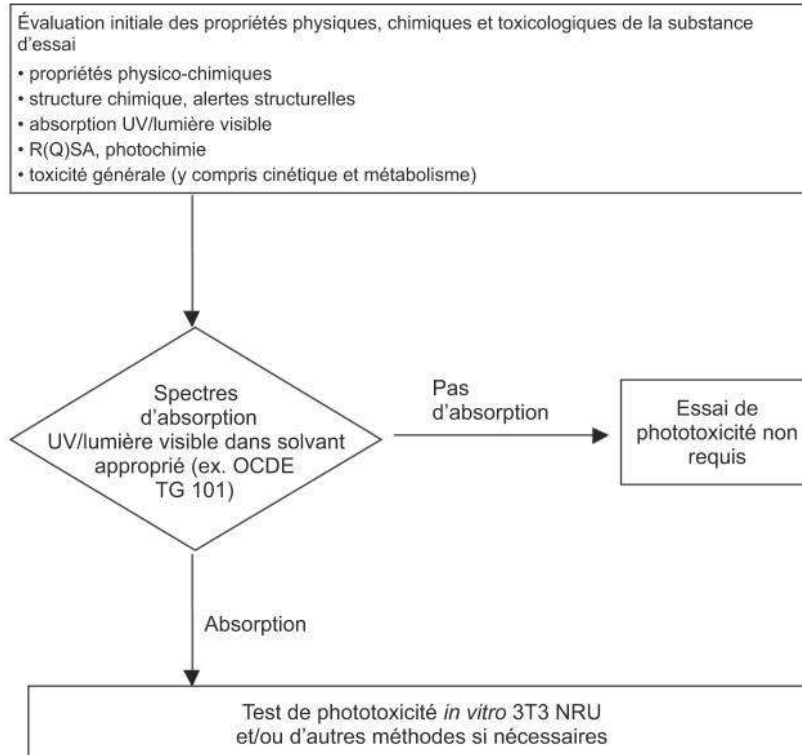 Évaluation initiale des propriétés physiques, chimiques et toxicologiques de la substance
d'essai
• propriétés physico-chimiques
• structure chimique, alertes structurelles
• absorption UV/lumière visible
• R(Q)SA, photochimie
• toxicité générale (y compris cinétique et métabolisme)
Spectres
d'absorption
UV/lumière visible dans solvant
approprié (ex. OCDE
TG 101)
Pas
d'absorption
Essai de
phototoxicité non
requis
Absorption
Test de phototoxicité in vitro 3T3 NRU
et/ou d'autres méthodes si nécessaires